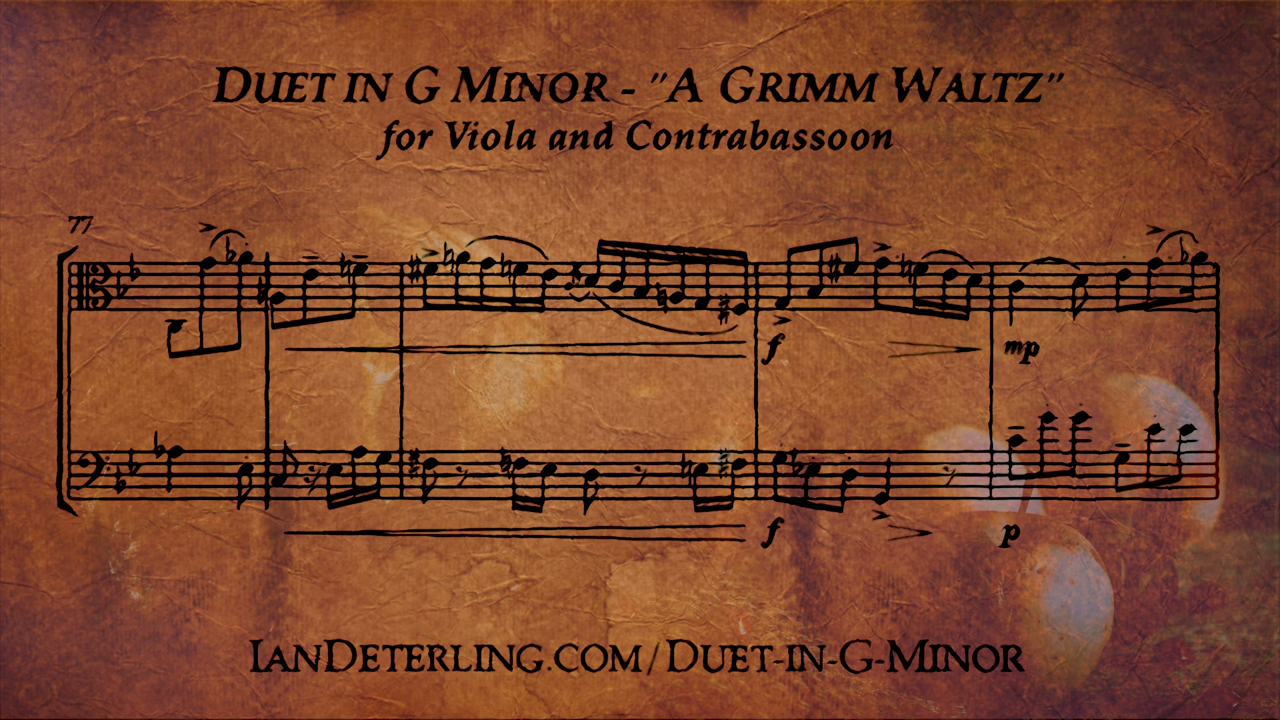 DUET IN G MINOR - "A GRIMM WALTZ"
for Viola and Contrabassoon
77
f
mp
f
p
IANDETERLING.COM/DUET-IN-G-MINOR